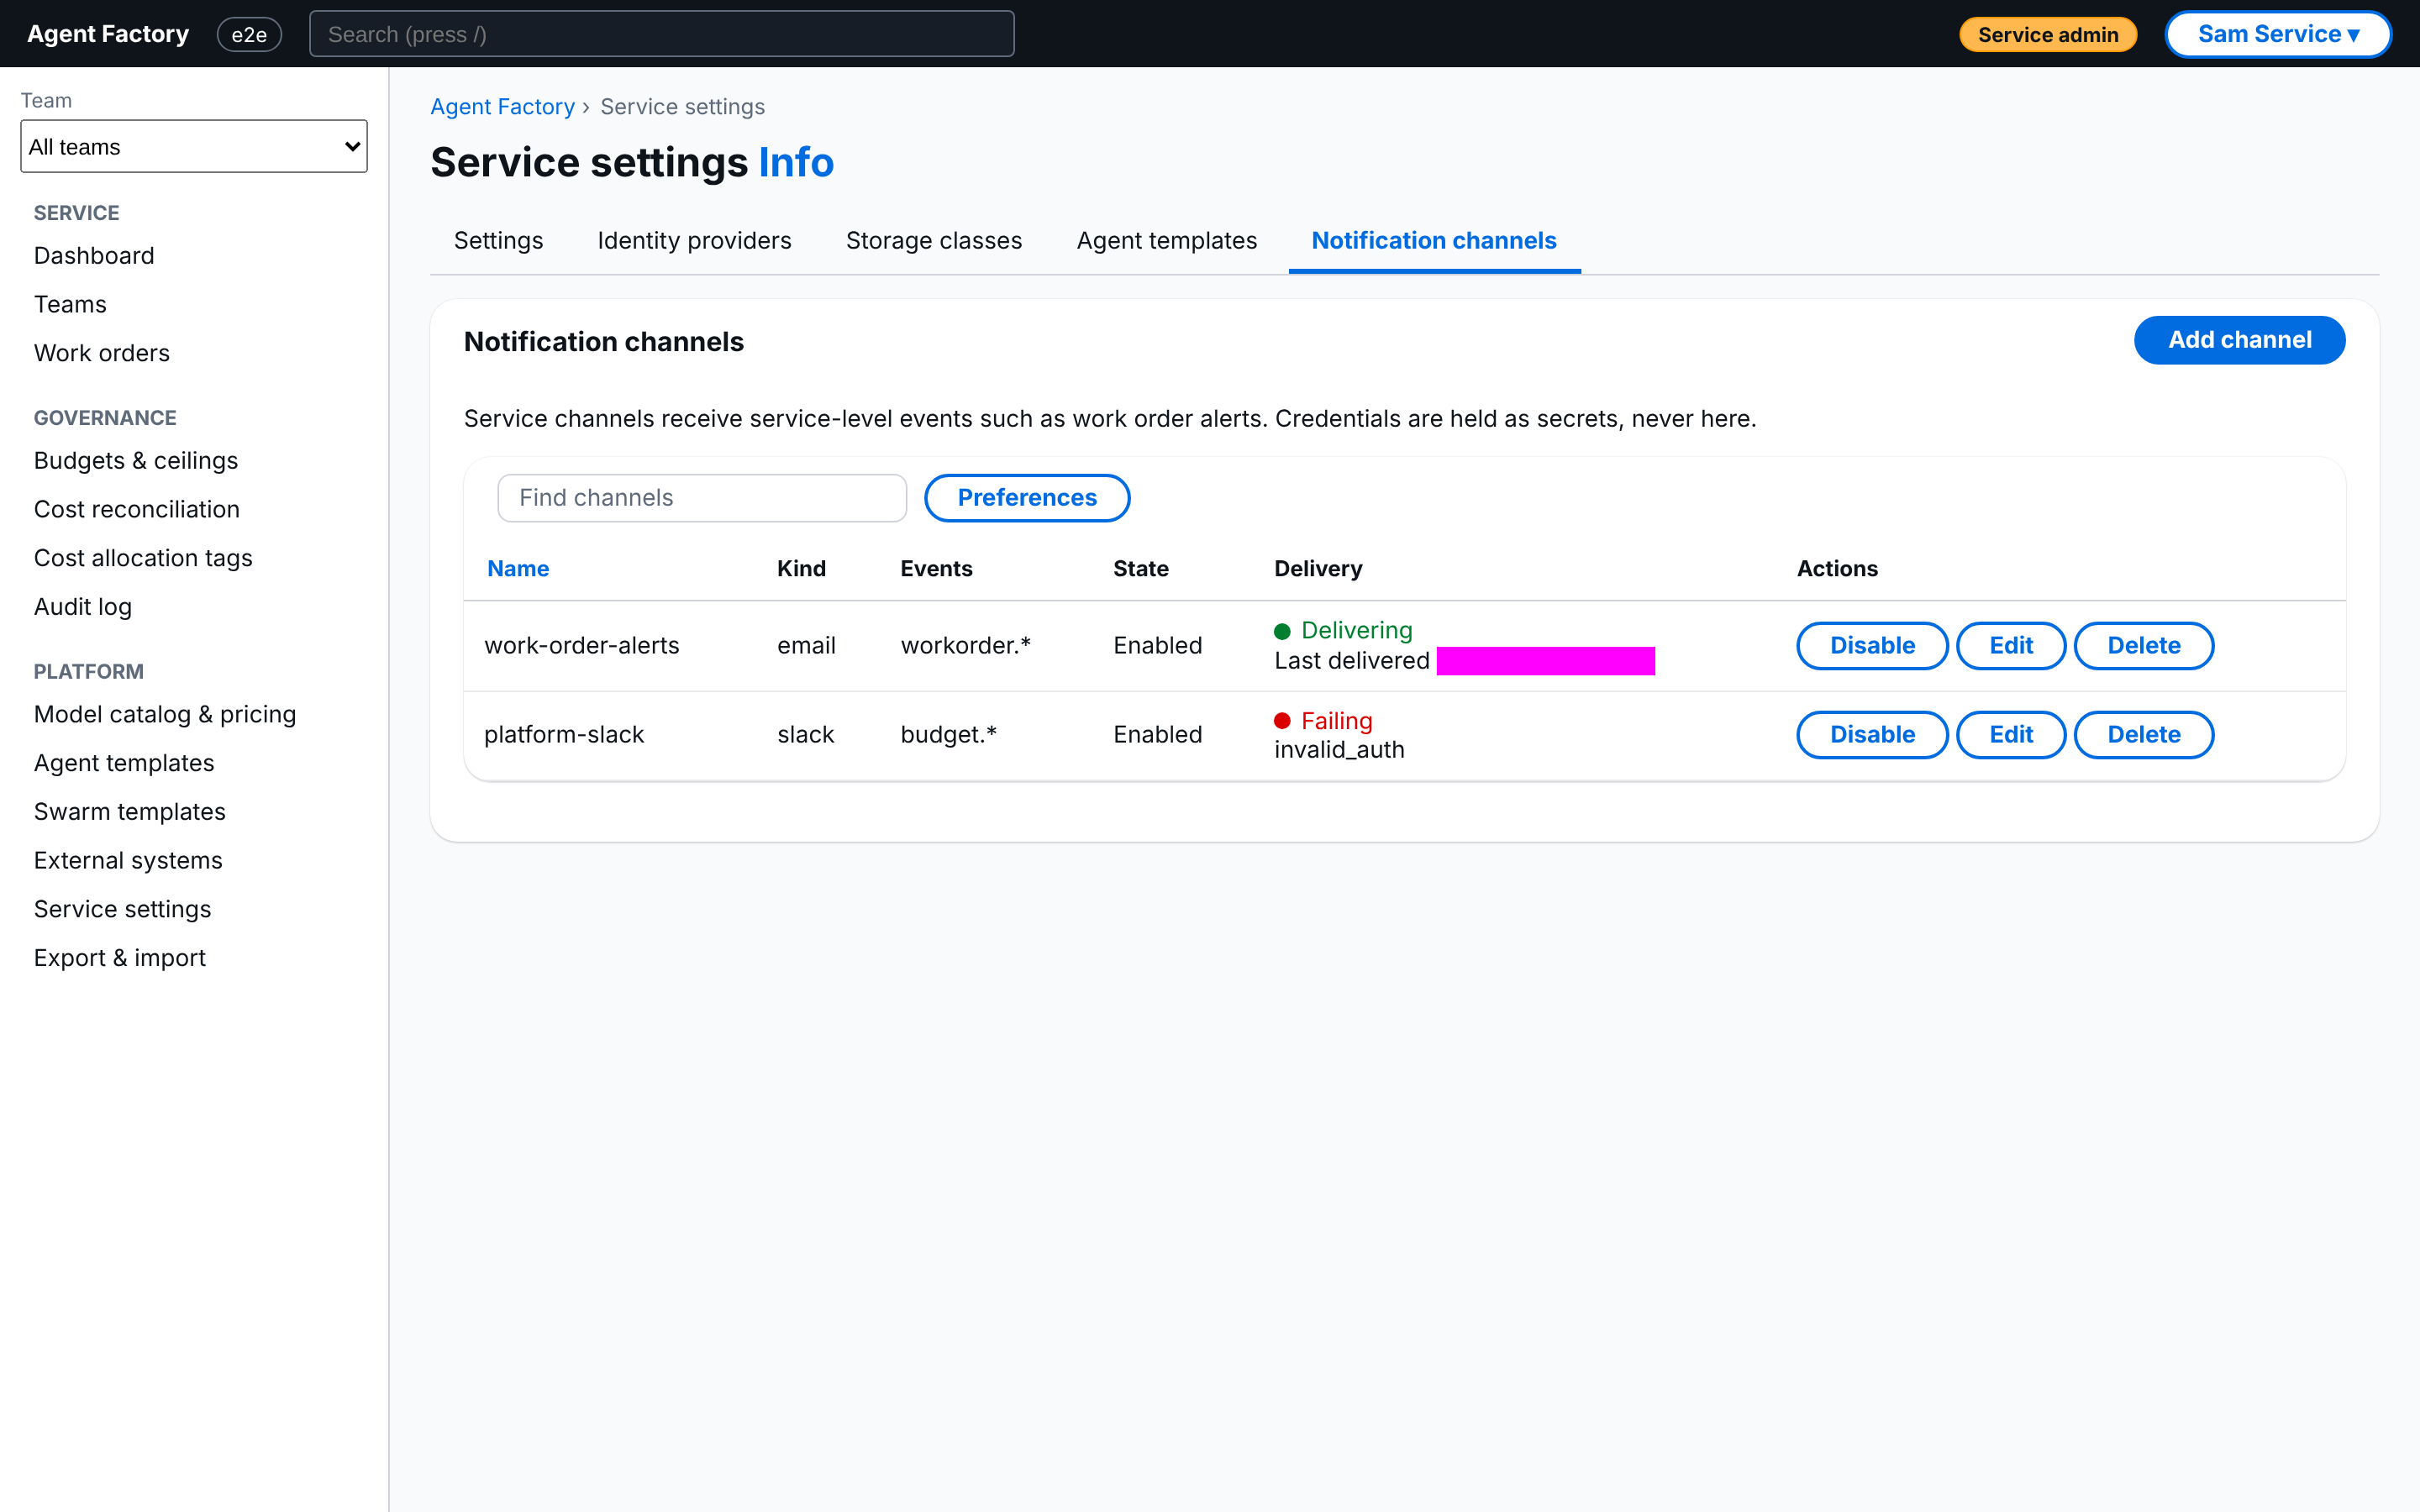 Agent Factory e2e Search (press /) Service admin Sam Service ▾
Team
All teams
SERVICE
Dashboard
Teams
Work orders
GOVERNANCE
Budgets & ceilings
Cost reconciliation
Cost allocation tags
Audit log
PLATFORM
Model catalog & pricing
Agent templates
Swarm templates
External systems
Service settings
Export & import
Agent Factory › Service settings
Service settings Info
Settings Identity providers Storage classes Agent templates Notification channels
Notification channels Add channel
Service channels receive service-level events such as work order alerts. Credentials are held as secrets, never here.
Find channels Preferences
Name Kind Events State Delivery Actions
work-order-alerts email workorder.* Enabled Delivering Disable Edit Delete
Last delivered
platform-slack slack budget.* Enabled Failing Disable Edit Delete
invalid_auth